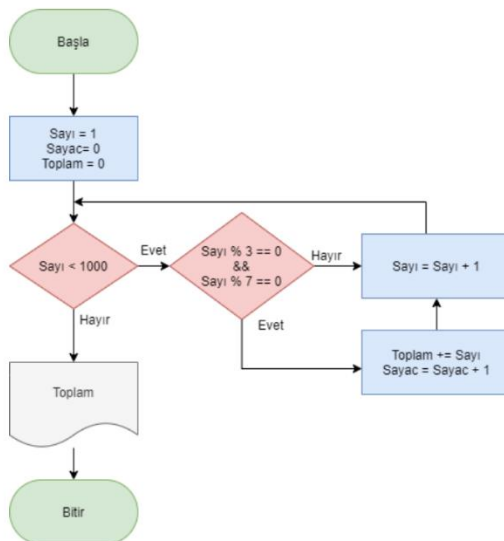 Başla
Sayı = 1
Sayac= 0
Toplam = 0
Sayı < 1000
Evet
Sayı % 3 == 0
&&
Sayı % 7 == 0
Hayır
Sayı = Sayı + 1
Hayır
Evet
Toplam += Sayı
Sayac = Sayac + 1
Toplam
Bitir